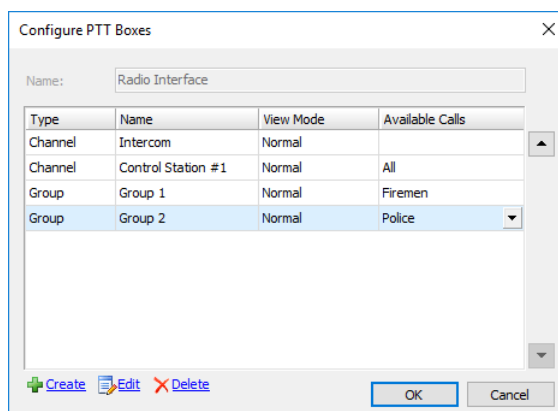 Configure PTT Boxes
Name: Radio Interface
Type Name View Mode Available Calls
Channel Intercom Normal
Channel Control Station #1 Normal All
Group Group 1 Normal Firemen
Group Group 2 Normal Police
Create Edit Delete
OK Cancel